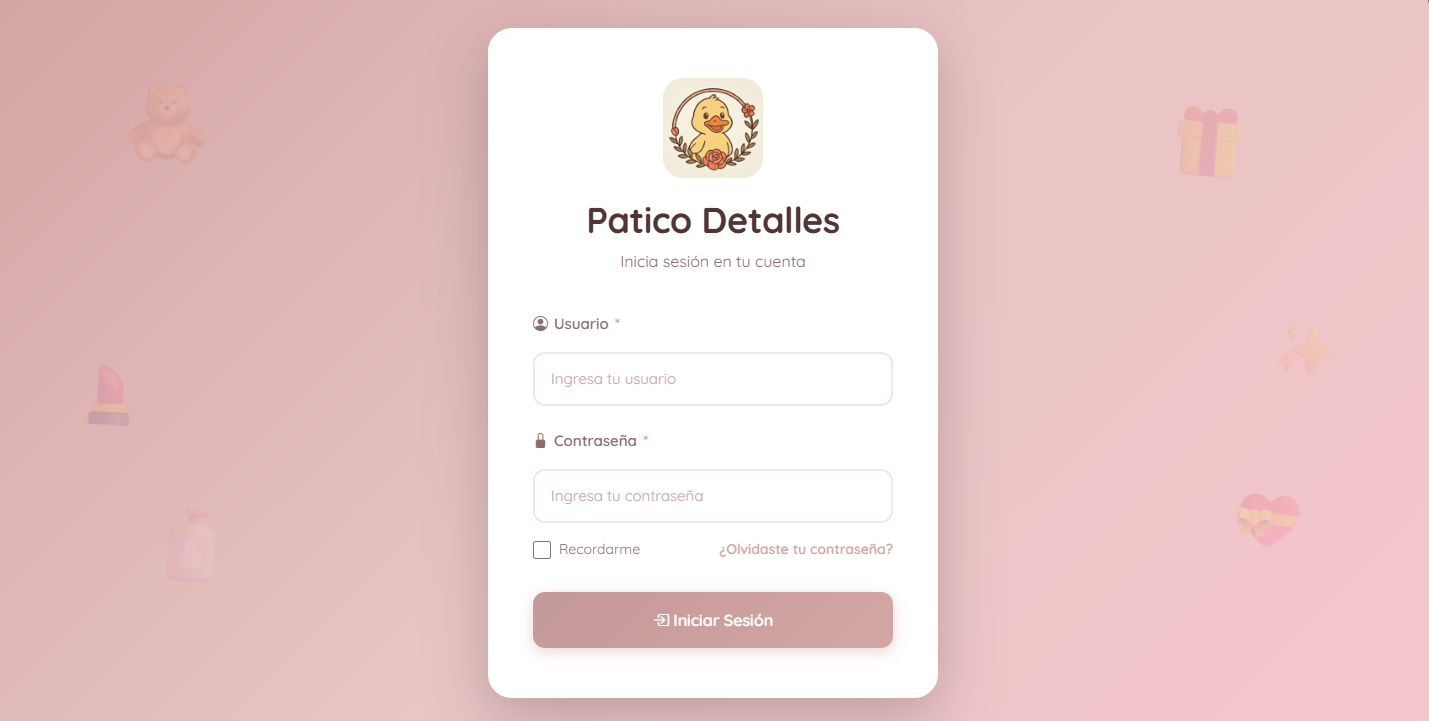 Patico Detalles
Inicia sesión en tu cuenta
Usuario *
Ingresa tu usuario
Contraseña *
Ingresa tu contraseña
Recordarme ¿Olvidaste tu contraseña?
Iniciar Sesión